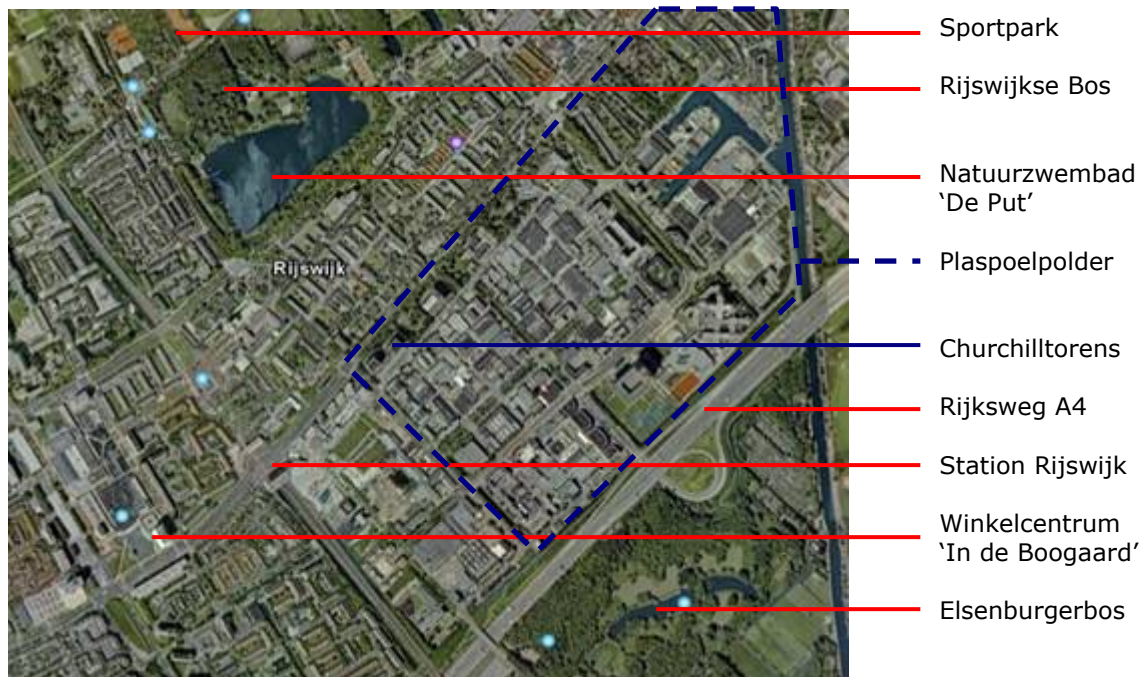 Sportpark
Rijswijkse Bos
Natuurzwembad
‘De Put’
Rijswijk
Plaspoelpolder
Churchilltorens
Rijksweg A4
Station Rijswijk
Winkelcentrum
‘In de Boogaard’
Elsenburgerbos